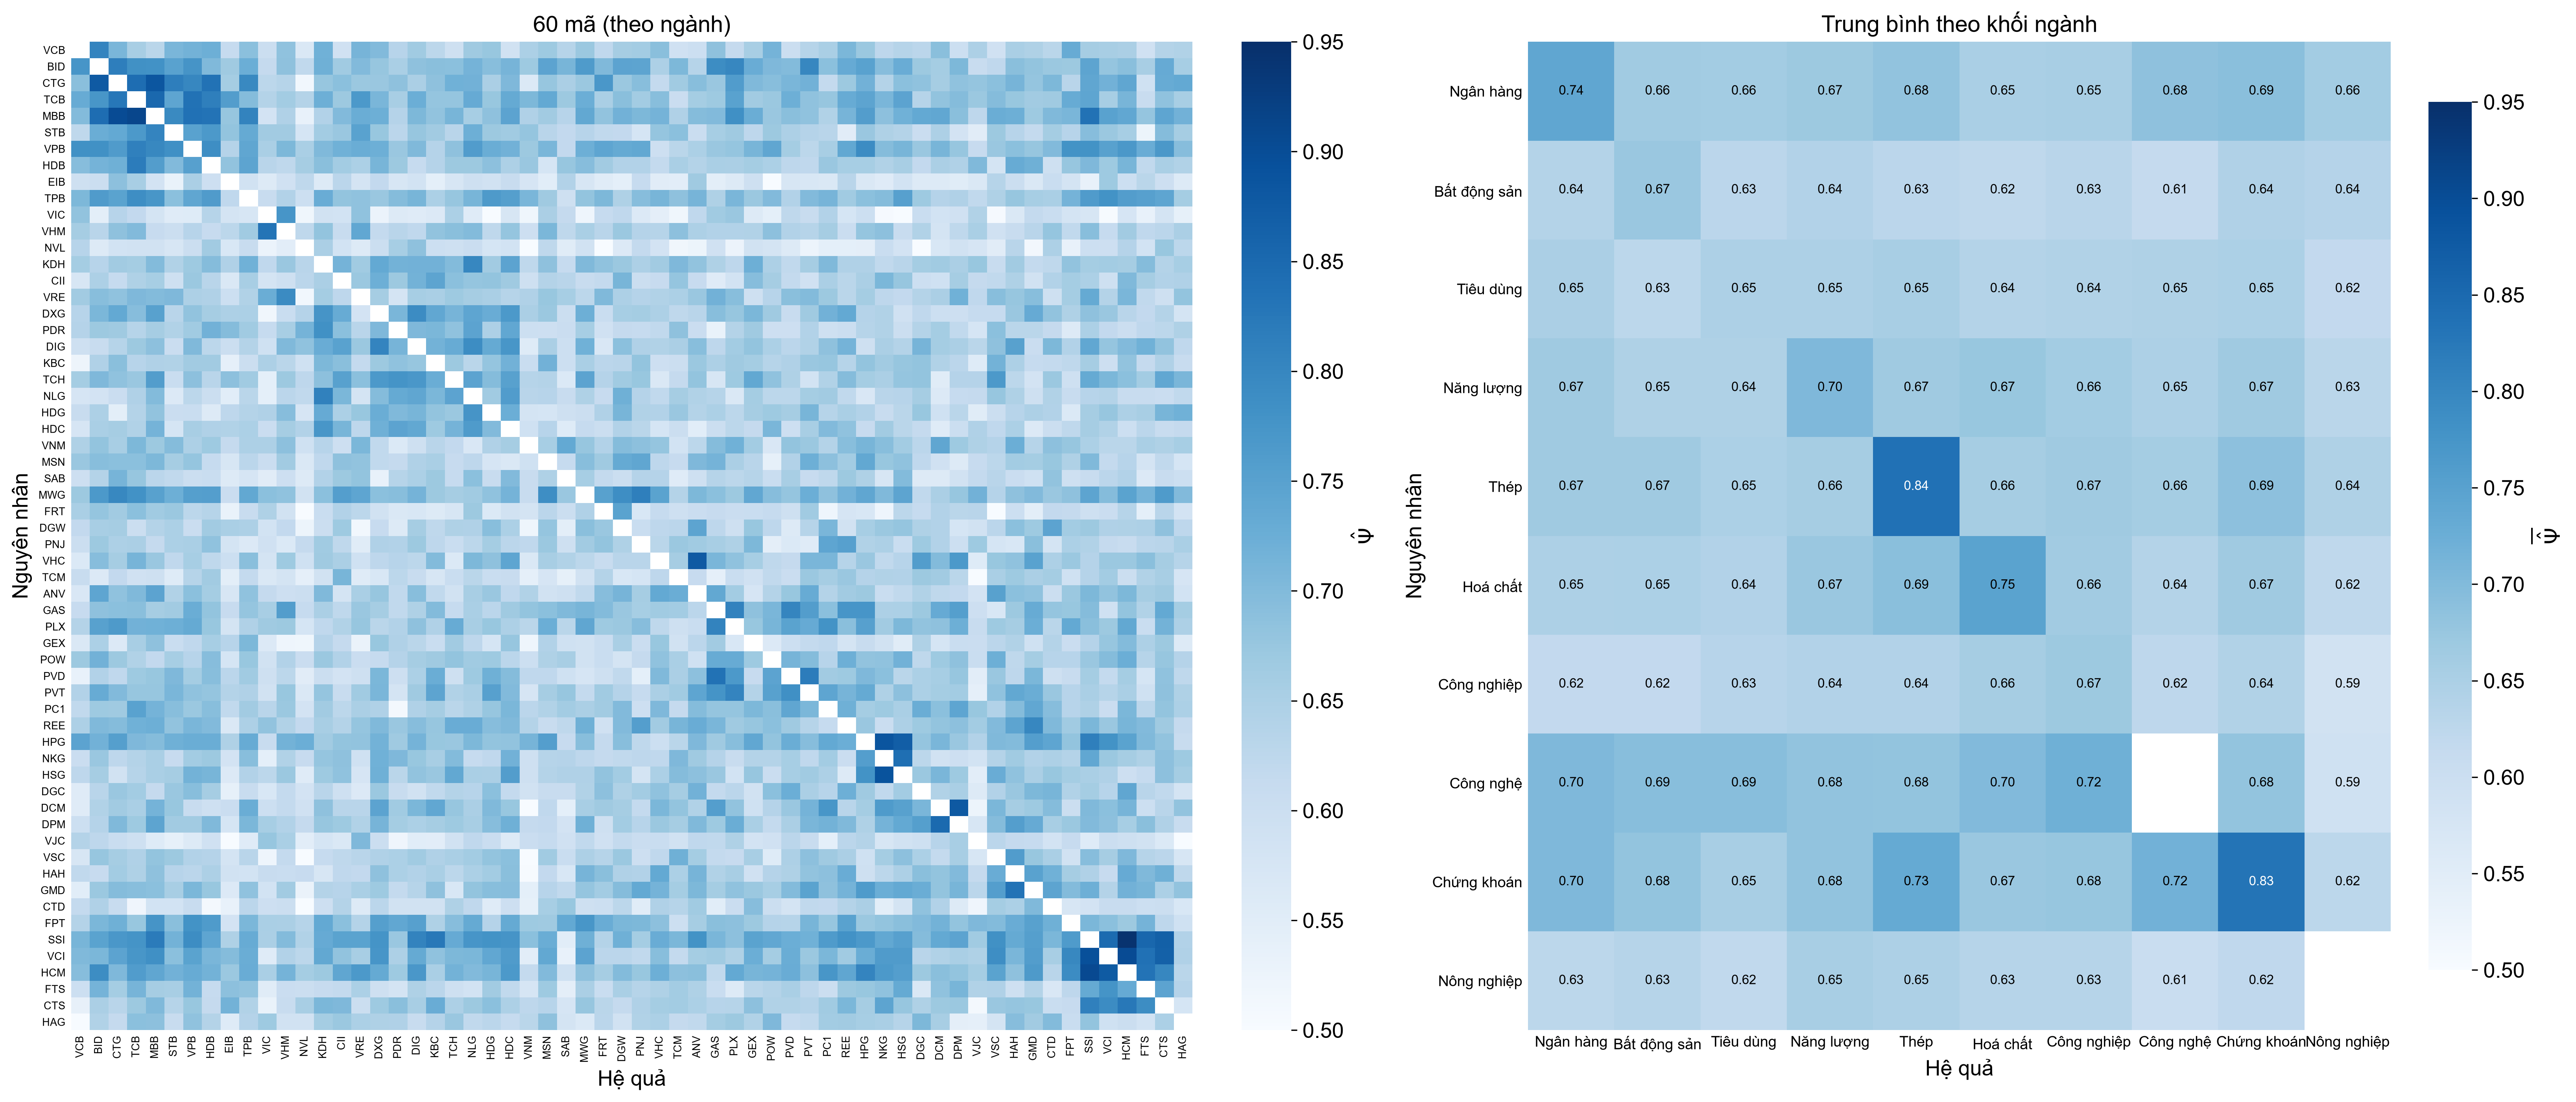 60 mã (theo ngành)
Nguyên nhân
VCB
BID
CTG
TCB
MBB
STB
VPB
HDB
EIB
TPB
VIC
VHM
NVL
KDH
CII
VRE
DXG
PDR
DIG
KBC
TCH
NLG
HDG
HDC
VNM
MSN
SAB
MWG
FRT
DGW
PNJ
VHC
TCM
ANV
GAS
PLX
GEX
POW
PVD
PVT
PC1
REE
HPG
NKG
HSG
DGC
DCM
DPM
VJC
VSC
HAH
GMD
CTD
FPT
SSI
VCI
HCM
FTS
CTS
HAG
VCB BID CTG TCB MBB STB VPB HDB EIB TPB VIC VHM NVL KDH CII VRE DXG PDR DIG KBC TCH NLG HDG HDC VNM MSN SAB MWG FRT DGW PNJ VHC TCM ANV GAS PLX GEX POW PVD PVT PC1 REE HPG NKG HSG DGC DCM DPM VJC VSC HAH GMD CTD FPT SSI VCI HCM FTS CTS HAG
Hệ quả
0.95
0.90
0.85
0.80
0.75
0.70
0.65
0.60
0.55
0.50
ψ̂
Trung bình theo khối ngành
Nguyên nhân
Ngân hàng 0.74 0.66 0.66 0.67 0.68 0.65 0.65 0.68 0.69 0.66
Bất động sản 0.64 0.67 0.63 0.64 0.63 0.62 0.63 0.61 0.64 0.64
Tiêu dùng 0.65 0.63 0.65 0.65 0.65 0.64 0.64 0.65 0.65 0.62
Năng lượng 0.67 0.65 0.64 0.70 0.67 0.67 0.66 0.65 0.67 0.63
Thép 0.67 0.67 0.65 0.66 0.84 0.66 0.67 0.66 0.69 0.64
Hoá chất 0.65 0.65 0.64 0.67 0.69 0.75 0.66 0.64 0.67 0.62
Công nghiệp 0.62 0.62 0.63 0.64 0.64 0.66 0.67 0.62 0.64 0.59
Công nghệ 0.70 0.69 0.69 0.68 0.68 0.70 0.72 0.68 0.59
Chứng khoán 0.70 0.68 0.65 0.68 0.73 0.67 0.68 0.72 0.83 0.62
Nông nghiệp 0.63 0.63 0.62 0.65 0.65 0.63 0.63 0.61 0.62
Ngân hàng Bất động sản Tiêu dùng Năng lượng Thép Hoá chất Công nghiệp Công nghệ Chứng khoán Nông nghiệp
Hệ quả
0.95
0.90
0.85
0.80
0.75
0.70
0.65
0.60
0.55
0.50
ψ̂̅